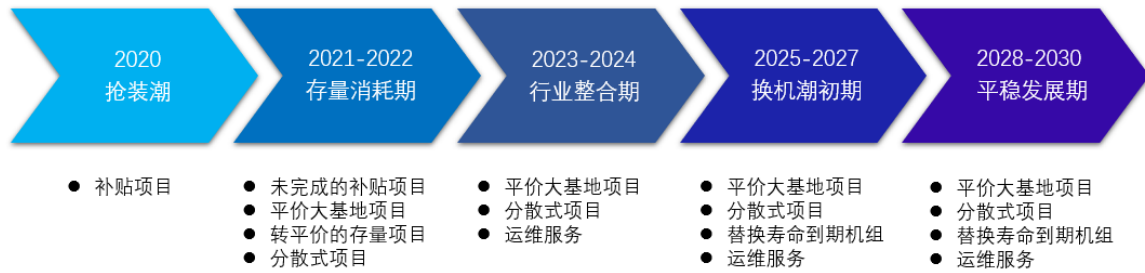 2020
抢装潮
2021-2022
存量消耗期
2023-2024
行业整合期
2025-2027
换机潮初期
2028-2030
平稳发展期
● 补贴项目
● 未完成的补贴项目
● 平价大基地项目
● 转平价的存量项目
● 分散式项目
● 平价大基地项目
● 分散式项目
● 运维服务
● 平价大基地项目
● 分散式项目
● 替换寿命到期机组
● 运维服务
● 平价大基地项目
● 分散式项目
● 替换寿命到期机组
● 运维服务